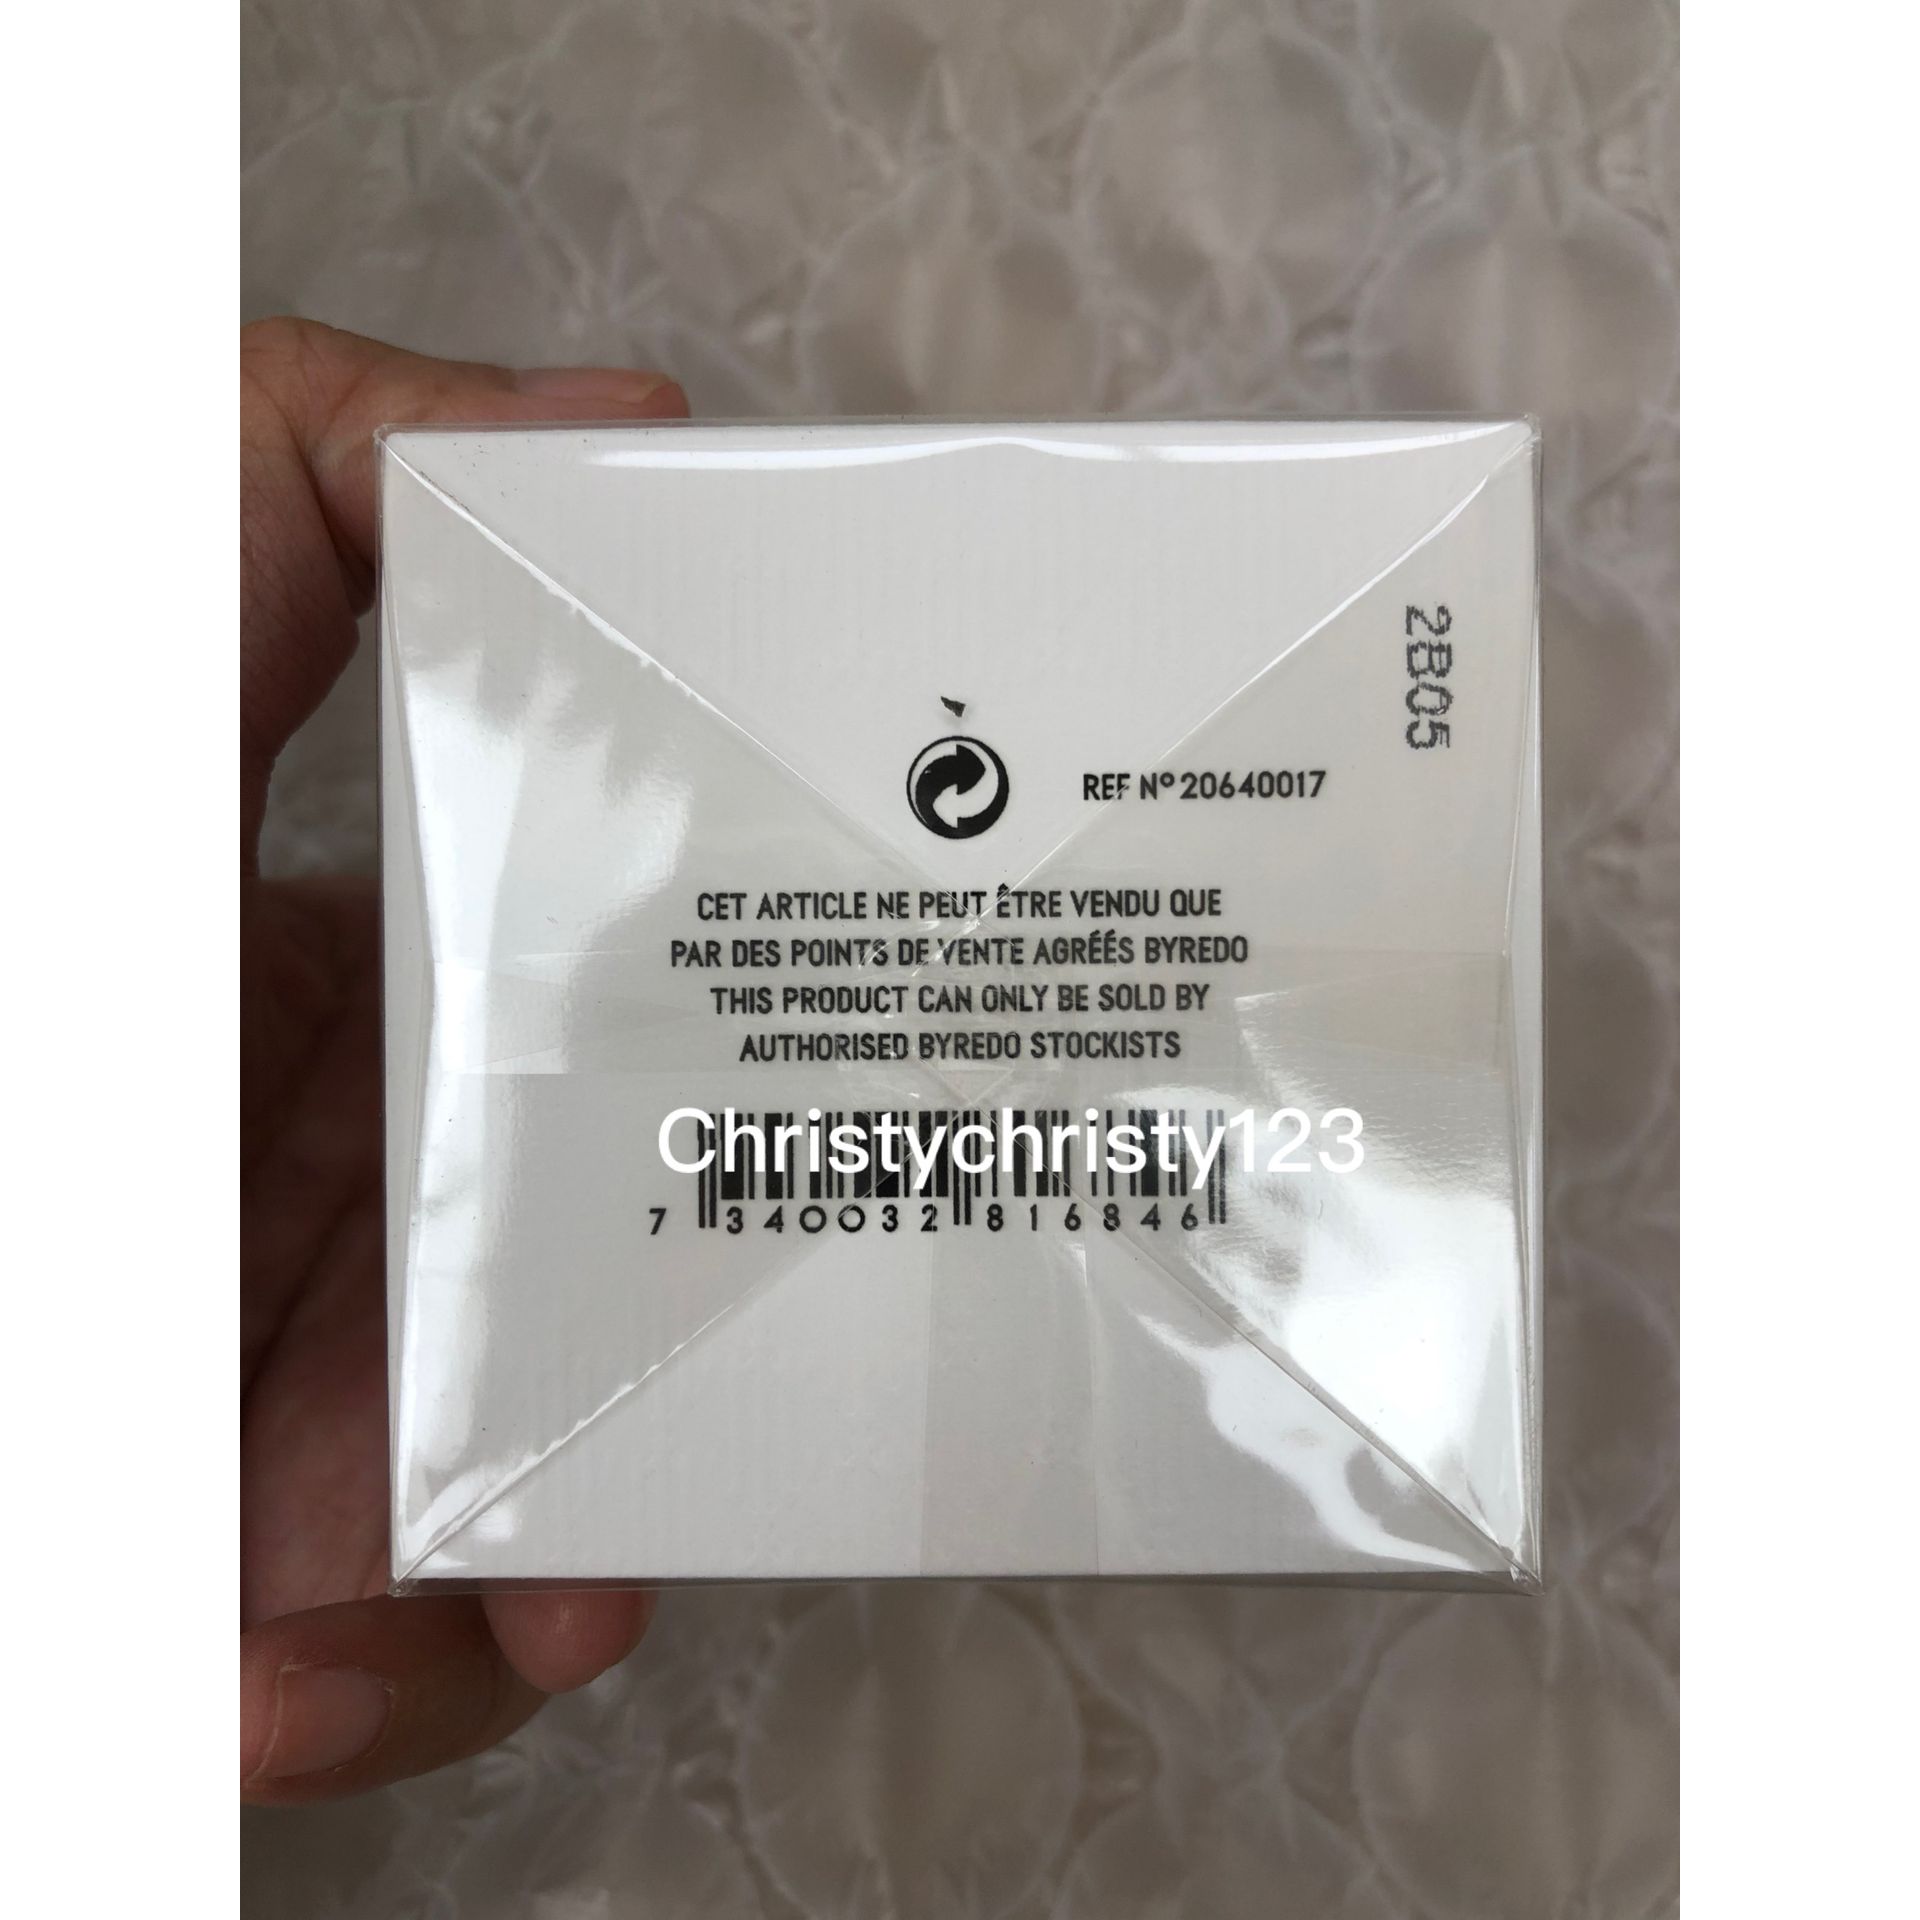 2B05
REF Nº 20640017
CET ARTICLE NE PEUT ÊTRE VENDU QUE
PAR DES POINTS DE VENTE AGRÉÉS BYREDO
THIS PRODUCT CAN ONLY BE SOLD BY
AUTHORISED BYREDO STOCKISTS
Christychristy123
7 340032 816846